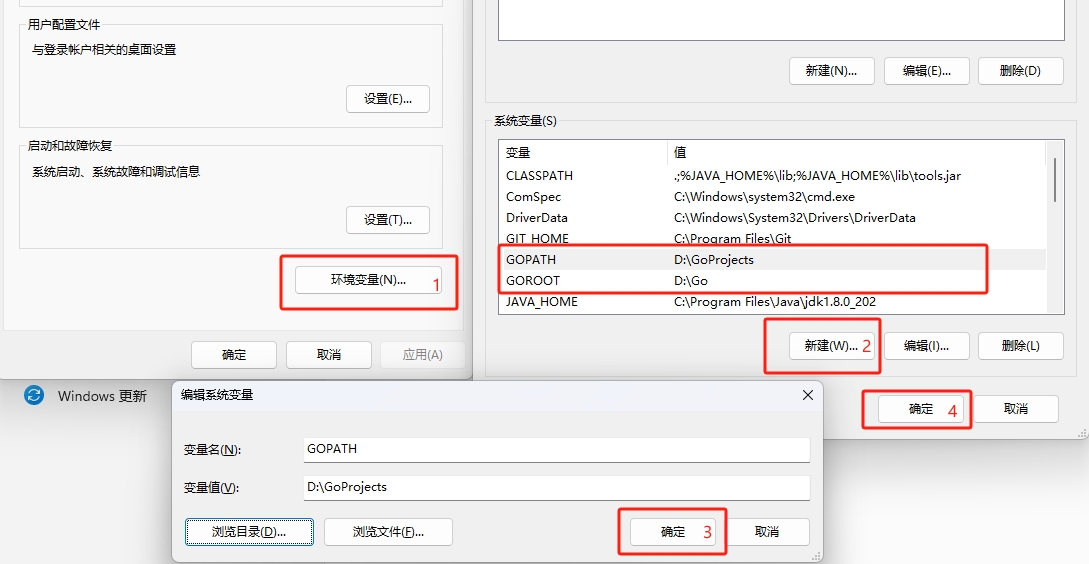 用户配置文件
与登录帐户相关的桌面设置
设置(E)...
启动和故障恢复
系统启动、系统故障和调试信息
设置(T)...
环境变量(N)... 1
确定 取消 应用(A)
Windows 更新
新建(N)... 编辑(E)... 删除(D)
系统变量(S)
变量 值
CLASSPATH .;%JAVA_HOME%\lib;%JAVA_HOME%\lib\tools.jar
ComSpec C:\Windows\system32\cmd.exe
DriverData C:\Windows\System32\Drivers\DriverData
GIT_HOME C:\Program Files\Git
GOPATH D:\GoProjects
GOROOT D:\Go
JAVA_HOME C:\Program Files\Java\jdk1.8.0_202
新建(W)... 2 编辑(I)... 删除(L)
确定 4 取消
编辑系统变量
变量名(N): GOPATH
变量值(V): D:\GoProjects
浏览目录(D)... 浏览文件(F)... 确定 3 取消